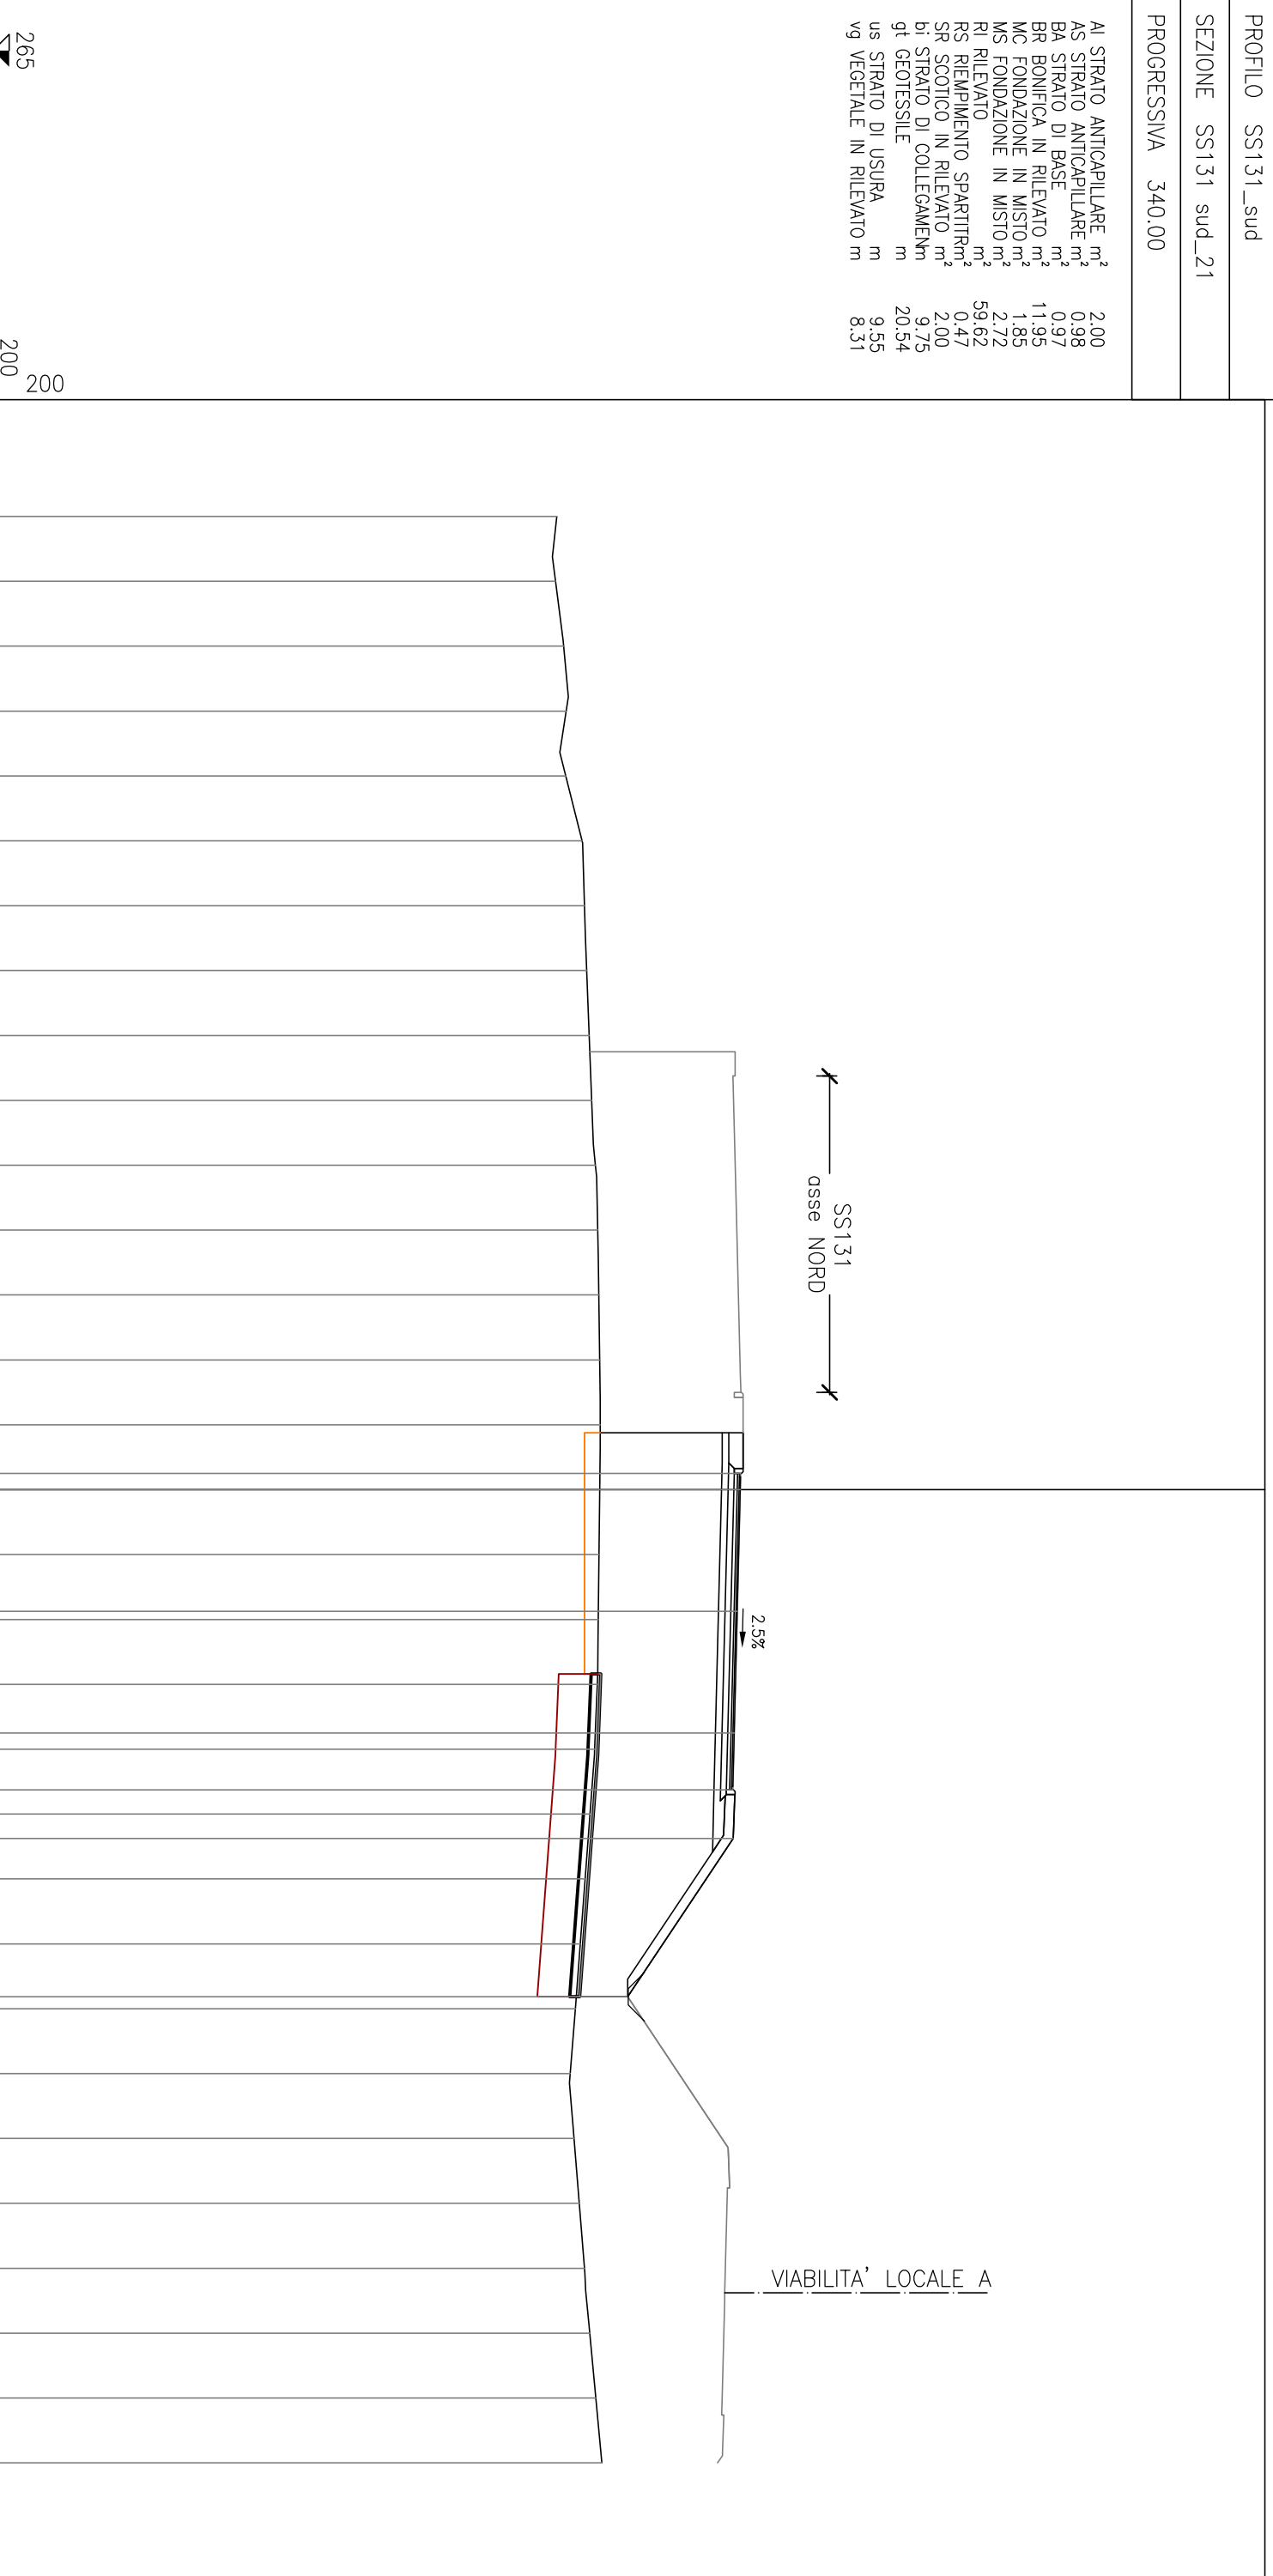 PROFILO SS131_sud
SEZIONE SS131 sud_21
PROGRESSIVA 340.00
AI STRATO ANTICAPILLARE m² 2.00
AS STRATO ANTICAPILLARE m² 0.98
BA STRATO DI BASE m² 0.97
BR BONIFICA IN RILEVATO m² 11.95
MC FONDAZIONE IN MISTO m² 1.85
MS FONDAZIONE IN MISTO m² 2.72
RI RILEVATO m² 59.62
RS RIEMPIMENTO SPARTITR m² 0.47
SR SCOTICO IN RILEVATO m² 2.00
bi STRATO DI COLLEGAMEN m 9.75
gt GEOTESSILE m 20.54
us STRATO DI USURA m 9.55
vg VEGETALE IN RILEVATO m 8.31
SS131
asse NORD
2.5%
VIABILITA' LOCALE A
265
200
200